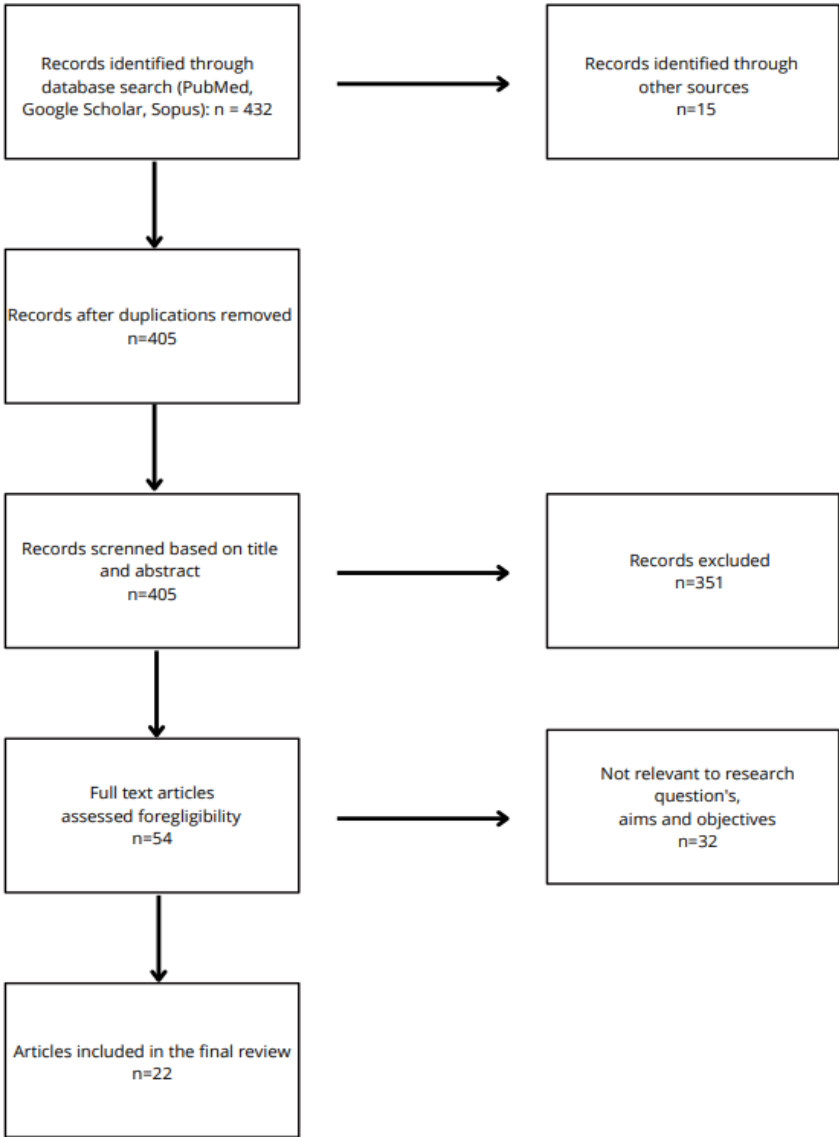 Records identified through
database search (PubMed,
Google Scholar, Sopus): n = 432
Records identified through
other sources
n=15
Records after duplications removed
n=405
Records screnned based on title
and abstract
n=405
Records excluded
n=351
Full text articles
assessed foregligibility
n=54
Not relevant to research
question's,
aims and objectives
n=32
Articles included in the final review
n=22